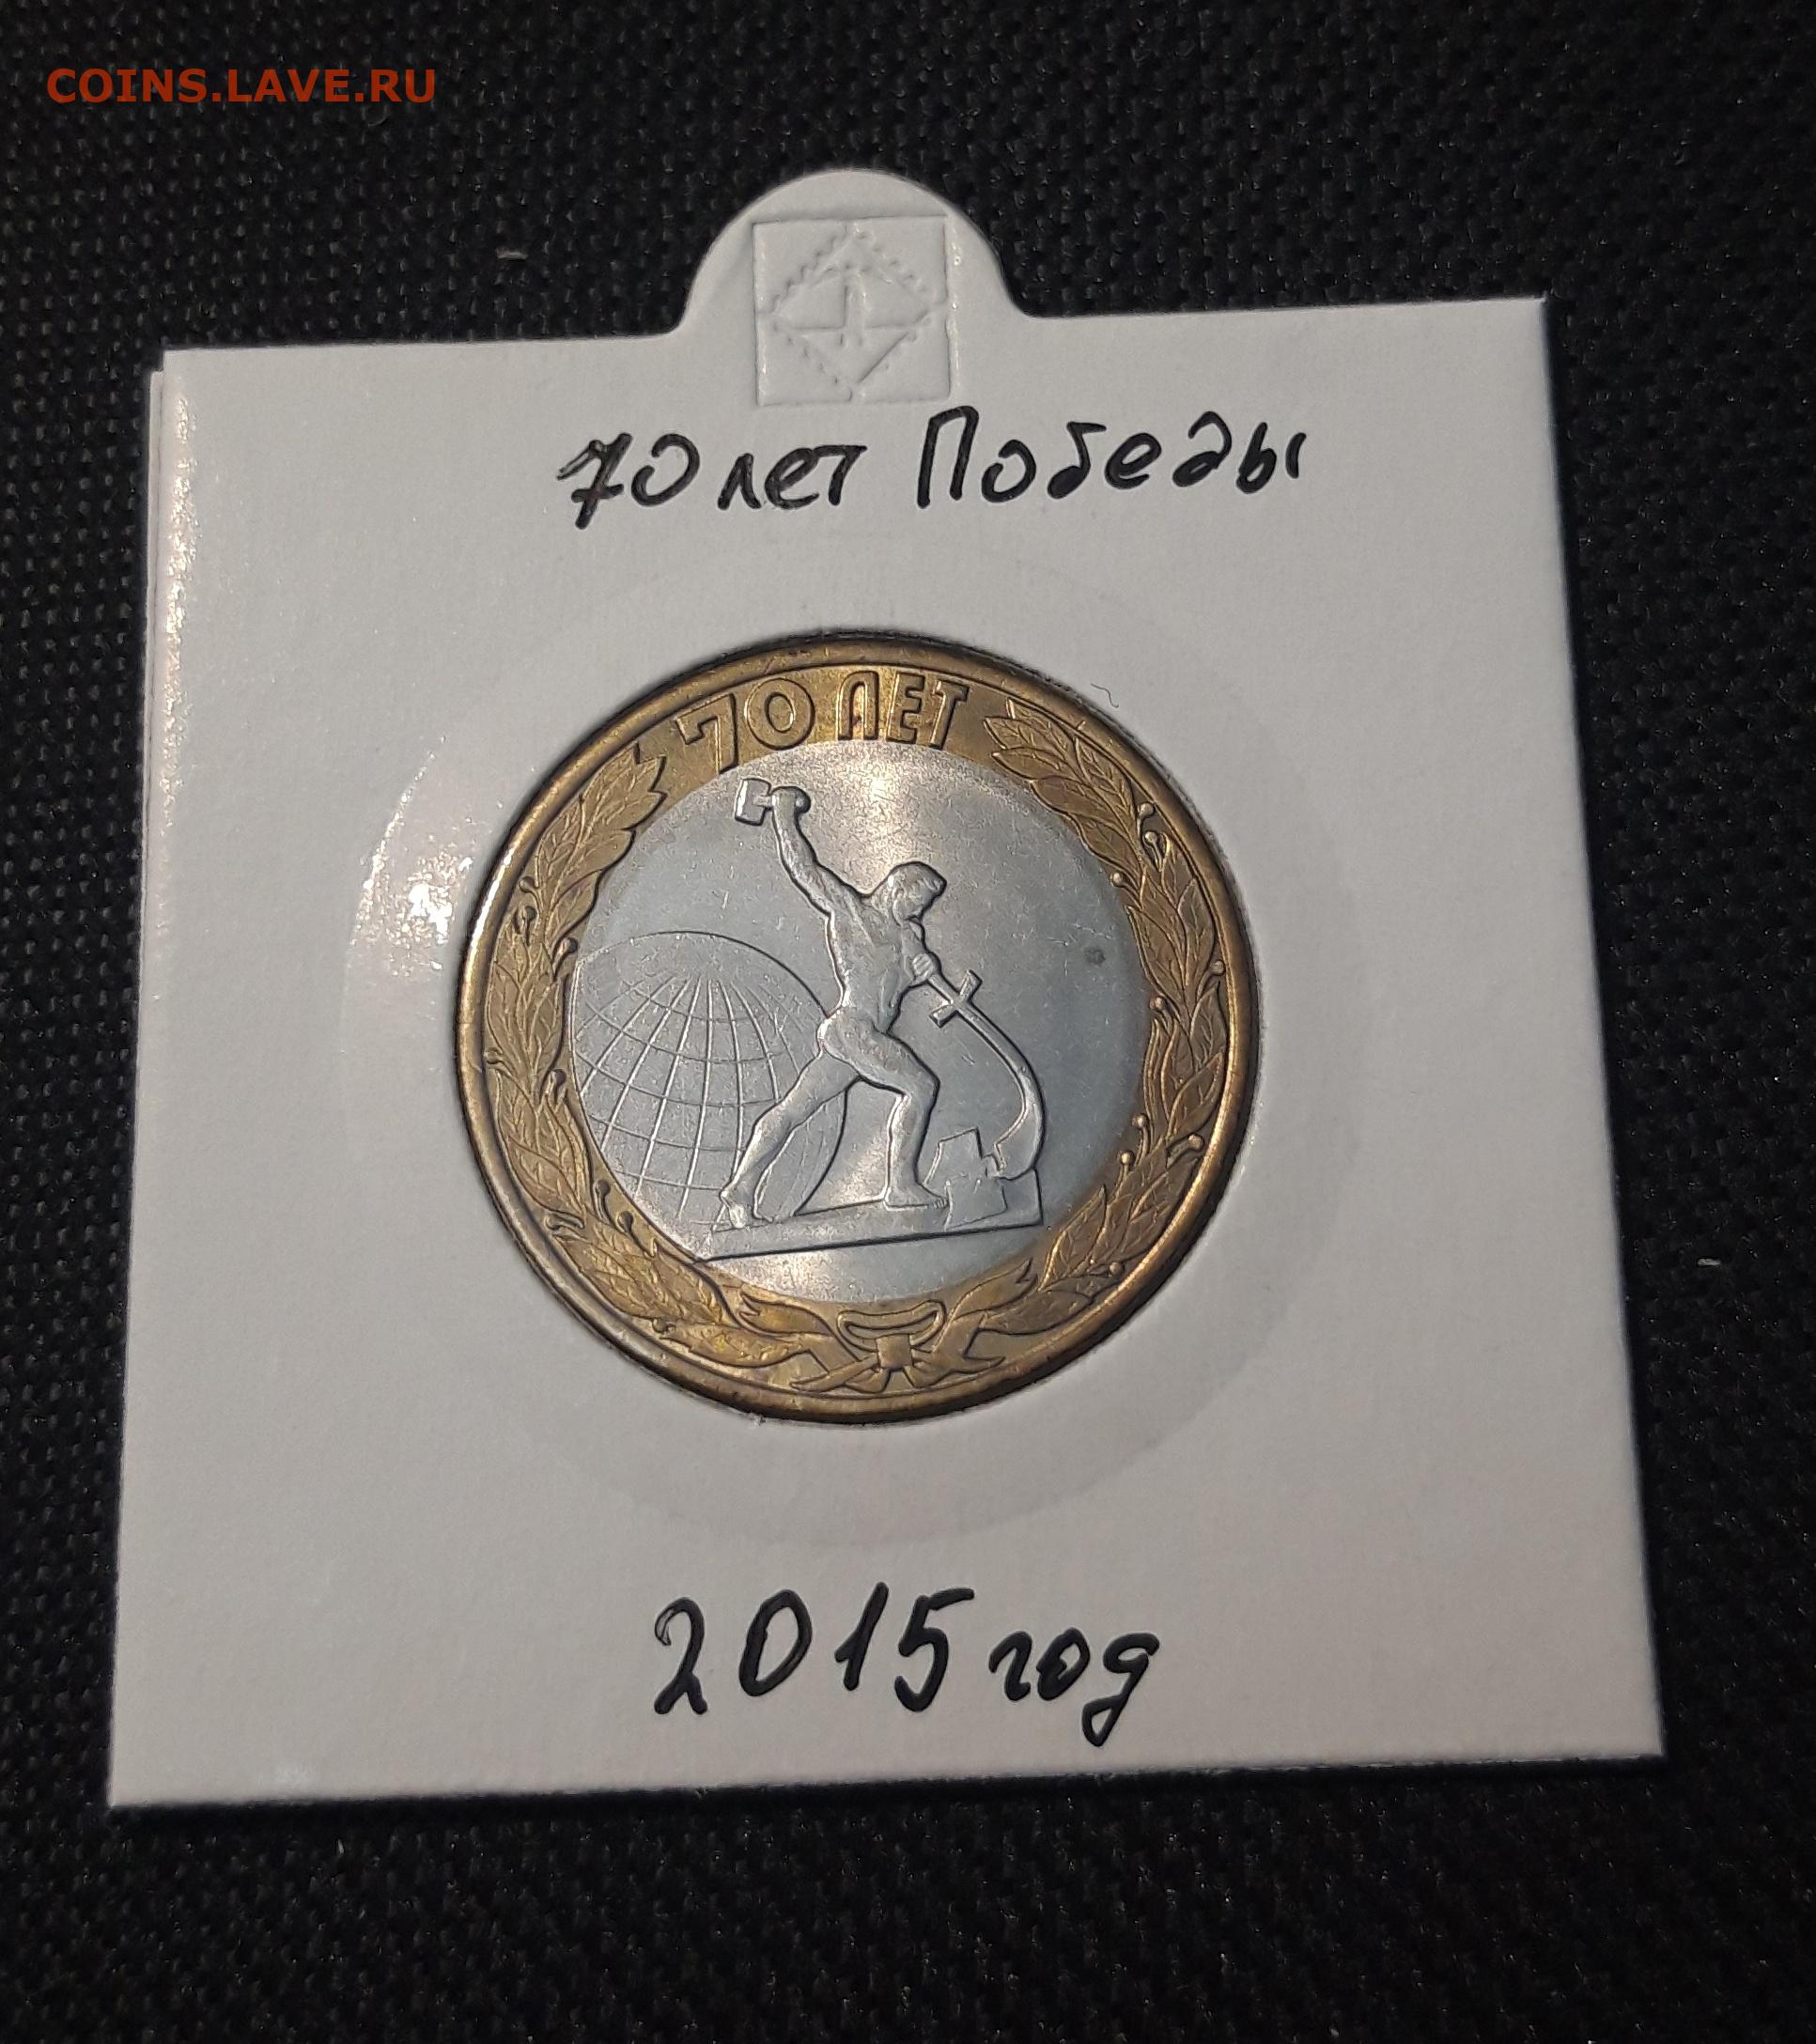 COINS.LAVE.RU
70 лет Победы
70 ЛЕТ
2015 год